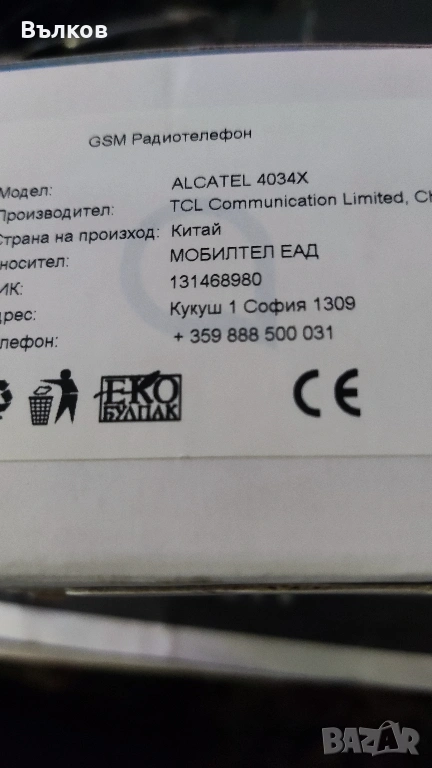 Вълков
GSM Радиотелефон
Модел: ALCATEL 4034X
Производител: TCL Communication Limited, Ch
Страна на произход: Китай
носител: МОБИЛТЕЛ ЕАД
ИК: 131468980
дрес: Кукуш 1 София 1309
лефон: + 359 888 500 031
ЕКО
БУЛПАК
CE
BAZAR